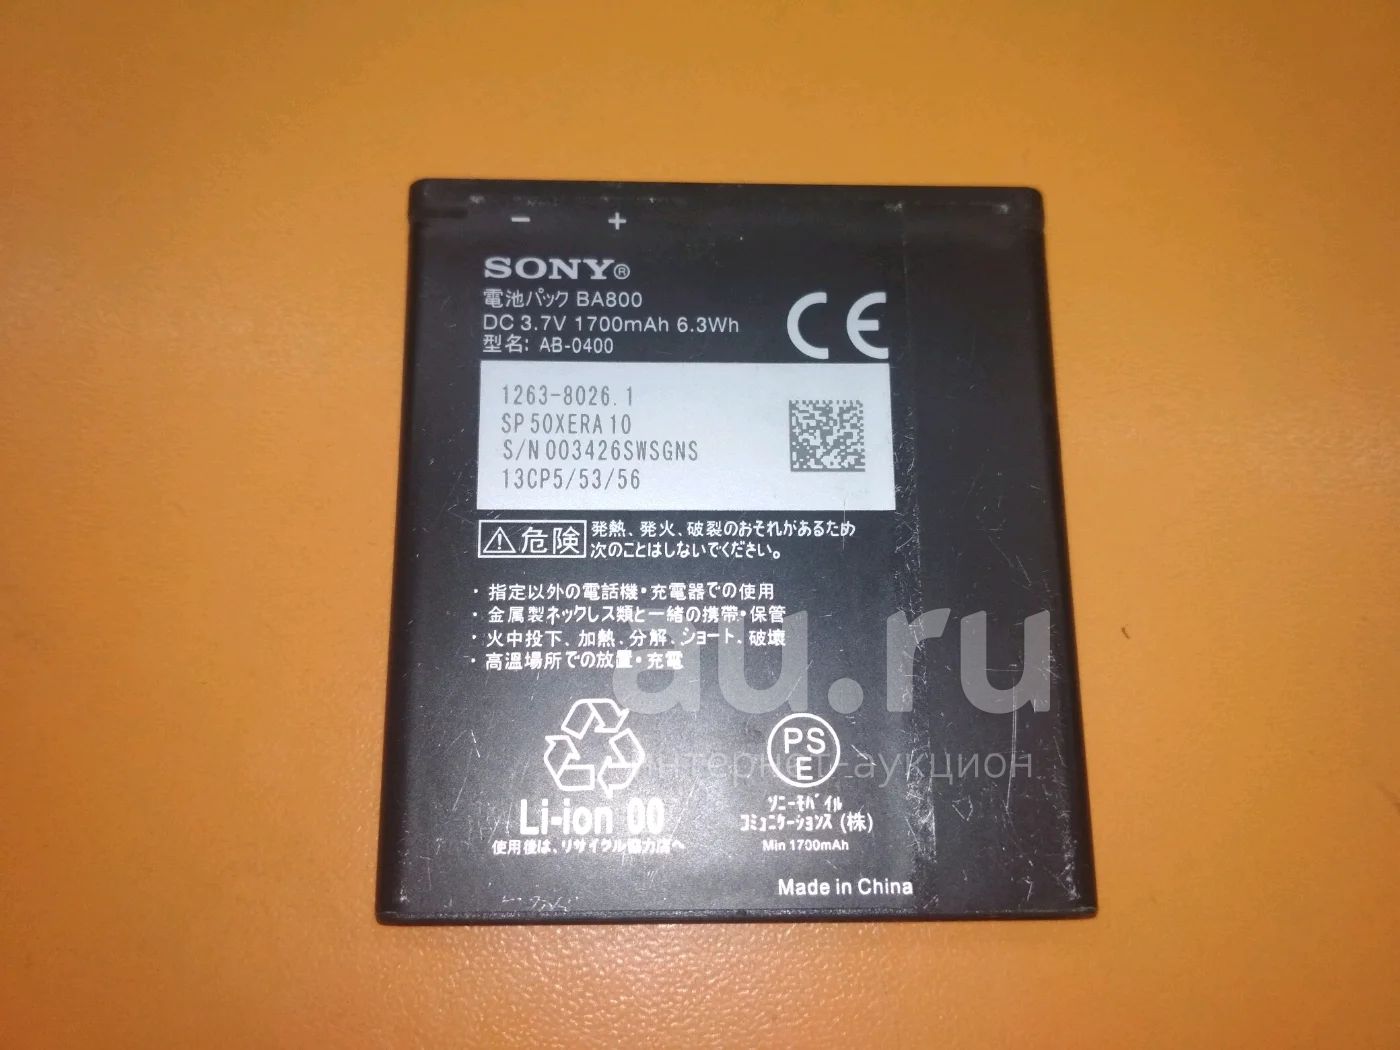 − +
SONY®
電池パック BA800
DC 3.7V 1700mAh 6.3Wh
型名: AB-0400
CE
1263-8026.1
SP50XERA10
S/N003426SWSGNS
13CP5/53/56
危険 発熱、発火、破裂のおそれがあるため
次のことはしないでください。
・指定以外の電話機・充電器での使用
・金属製ネックレス類と一緒の携帯・保管
・火中投下、加熱、分解、ショート、破壊
・高温場所での放置・充電
au.ru
интернет-аукцион
PS
E
Li-ion 00
使用後は、リサイクル協力店へ
ソニーモバイル
コミュニケーションズ (株)
Min 1700mAh
Made in China